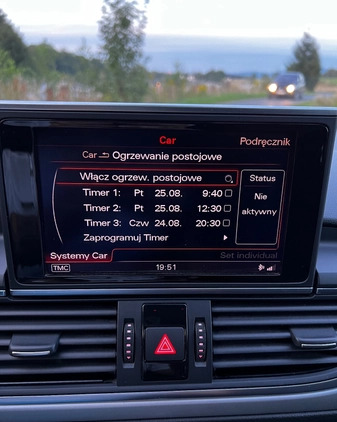 Car
Podręcznik
Car Ogrzewanie postojowe
Włącz ogrzew. postojowe
Timer 1: Pt 25.08. 9:40
Timer 2: Pt 25.08. 12:30
Timer 3: Czw 24.08. 20:30
Zaprogramuj Timer
Status
Nie
aktywny
Systemy Car
Set individual
TMC
19:51